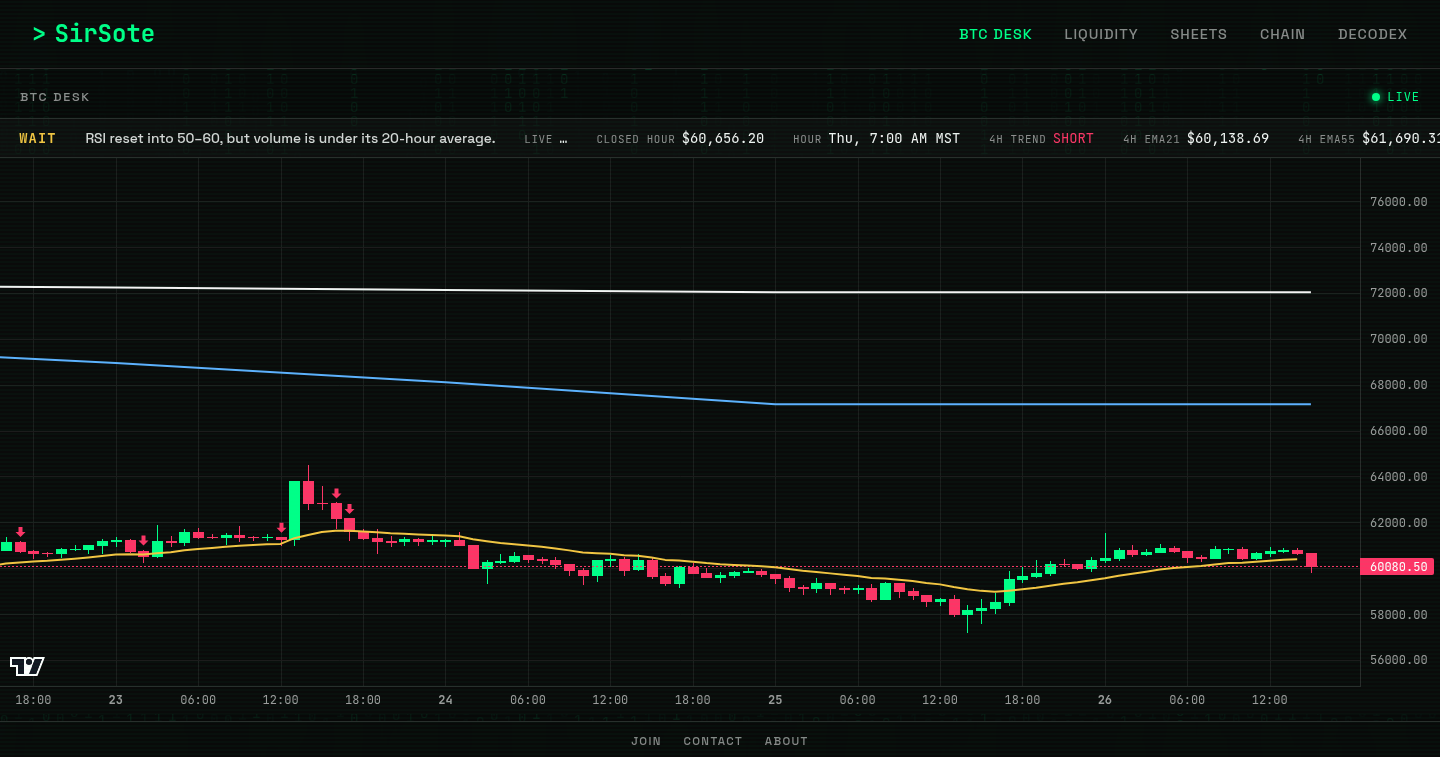 > SirSote
BTC DESK LIQUIDITY SHEETS CHAIN DECODEX
BTC DESK
LIVE
WAIT RSI reset into 50–60, but volume is under its 20-hour average. LIVE … CLOSED HOUR $60,656.20 HOUR Thu, 7:00 AM MST 4H TREND SHORT 4H EMA21 $60,138.69 4H EMA55 $61,690.31
76000.00
74000.00
72000.00
70000.00
68000.00
66000.00
64000.00
62000.00
60080.50
58000.00
56000.00
18:00 23 06:00 12:00 18:00 24 06:00 12:00 18:00 25 06:00 12:00 18:00 26 06:00 12:00
JOIN CONTACT ABOUT